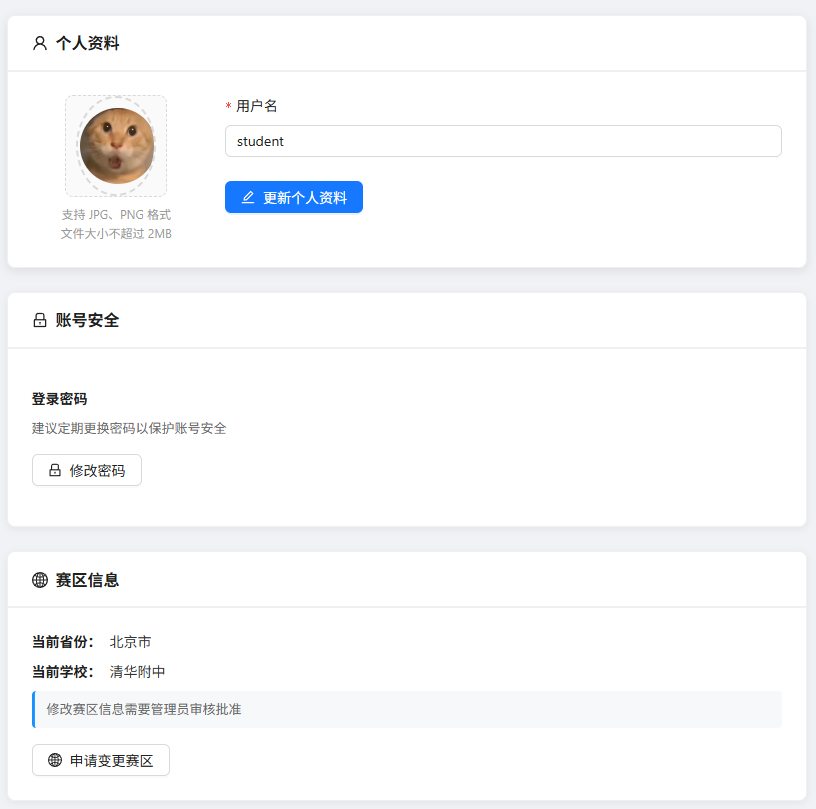 个人资料
* 用户名
student
更新个人资料
支持 JPG、PNG 格式
文件大小不超过 2MB
账号安全
登录密码
建议定期更换密码以保护账号安全
修改密码
赛区信息
当前省份： 北京市
当前学校： 清华附中
修改赛区信息需要管理员审核批准
申请变更赛区